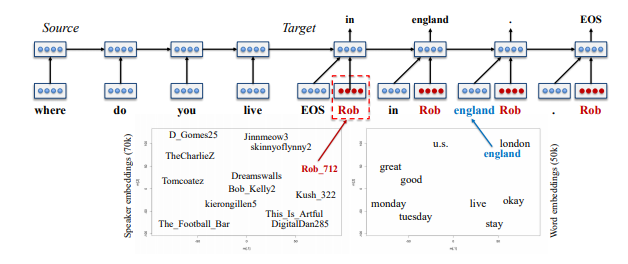 Source
Target
in england . EOS
where do you live EOS Rob in Rob england Rob . Rob
Speaker embeddings (70k)
D_Gomes25
Jinnmeow3
skinnyoflynny2
TheCharlieZ
Rob_712
Tomcoatez
Dreamswalls
Bob_Kelly2
Kush_322
kierongillen5
This_Is_Artful
The_Football_Bar
DigitalDan285
u.s.
london
england
great
good
monday
live
okay
tuesday
stay
Word embeddings (50k)